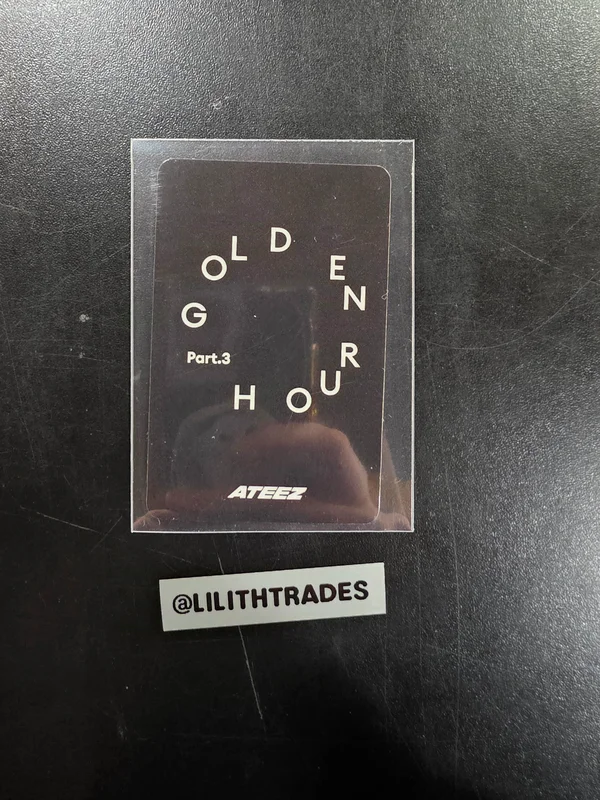 GOLDEN
HOUR
Part.3
ATEEZ
@LILITHTRADES